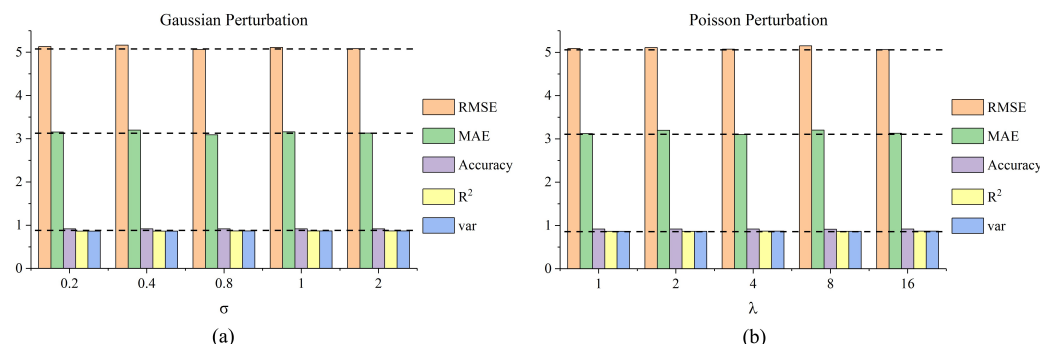 Gaussian Perturbation
5
4
3
2
1
0
0.2 0.4 0.8 1 2
σ
RMSE
MAE
Accuracy
R²
var
(a)
Poisson Perturbation
5
4
3
2
1
0
1 2 4 8 16
λ
RMSE
MAE
Accuracy
R²
var
(b)